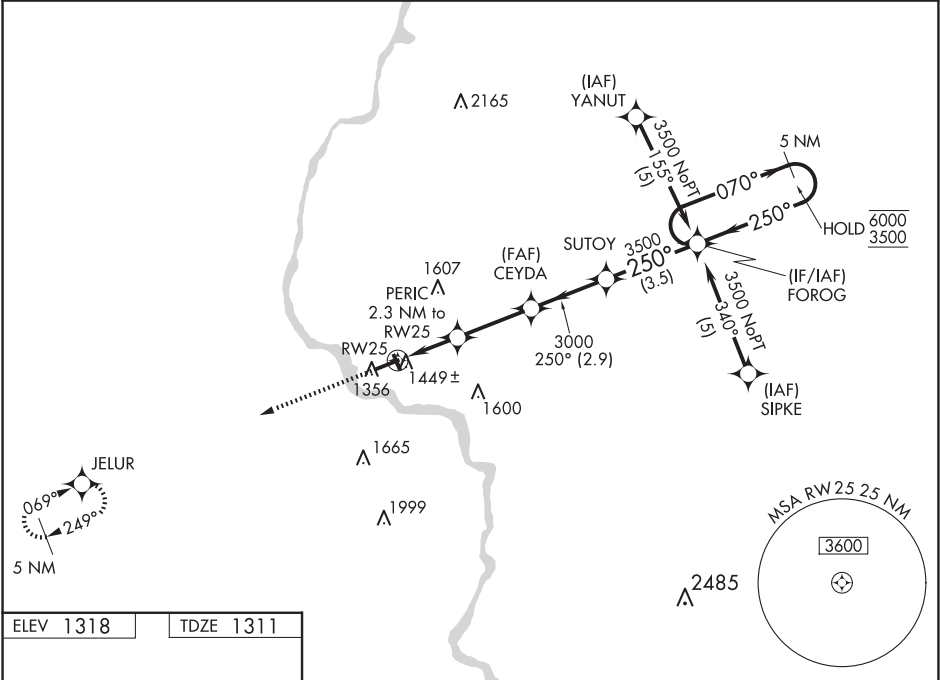 2165
(IAF)
YANUT
3500 NoPT
155°
(5)
5 NM
070°
250°
HOLD 6000
3500
SUTOY
3500
250°
(3.5)
(IF/IAF)
FOROG
(FAF)
CEYDA
1607
PERIC
2.3 NM to
RW25
RW25
3000
250° (2.9)
3500 NoPT
340°
(5)
1356
1449±
1600
(IAF)
SIPKE
1665
JELUR
069°
249°
5 NM
1999
MSA RW25 25 NM
3600
2485
ELEV 1318
TDZE 1311